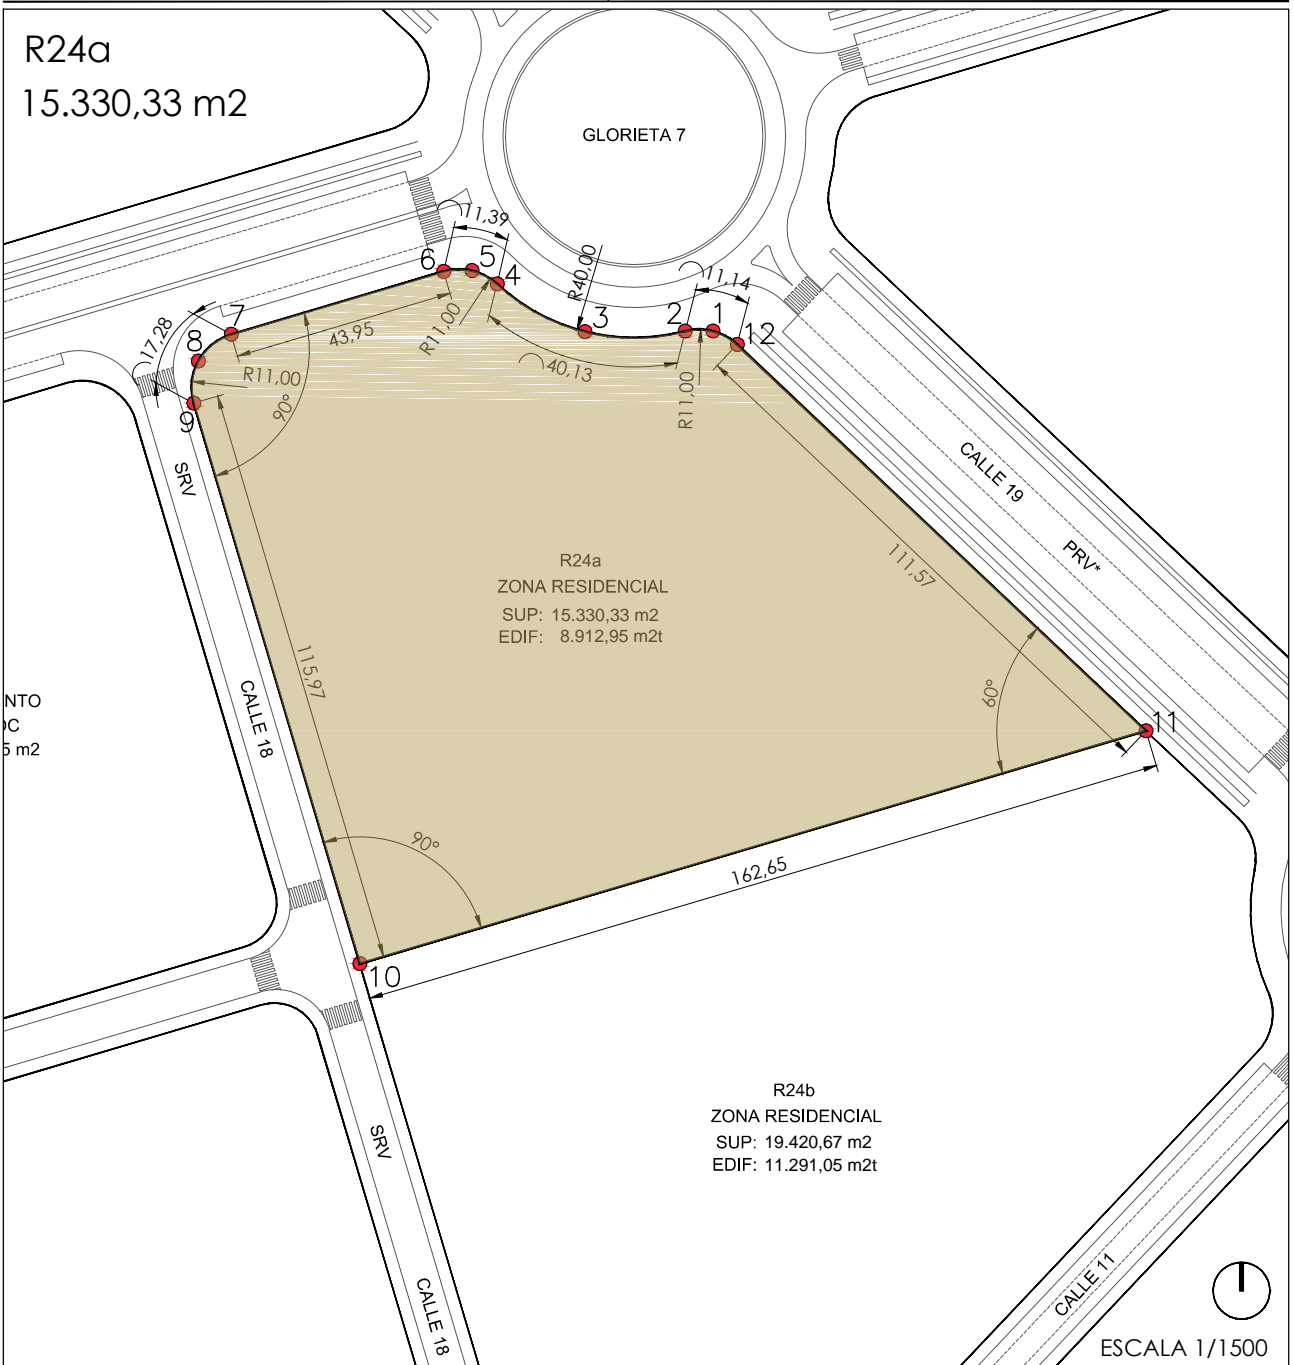 R24a
15.330,33 m2
GLORIETA 7
11,39
6
5
4
R40,00
11,14
7
43,95
R11,00
3
2
1
12
17,28
8
R11,00
90°
40,13
R11,00
9
SRV
CALLE 19
PRV*
111,57
R24a
ZONA RESIDENCIAL
SUP: 15.330,33 m2
EDIF: 8.912,95 m2t
115,97
60°
NTO
5 m2
CALLE 18
11
90°
162,65
10
R24b
ZONA RESIDENCIAL
SUP: 19.420,67 m2
EDIF: 11.291,05 m2t
SRV
CALLE 18
CALLE 11
ESCALA 1/1500